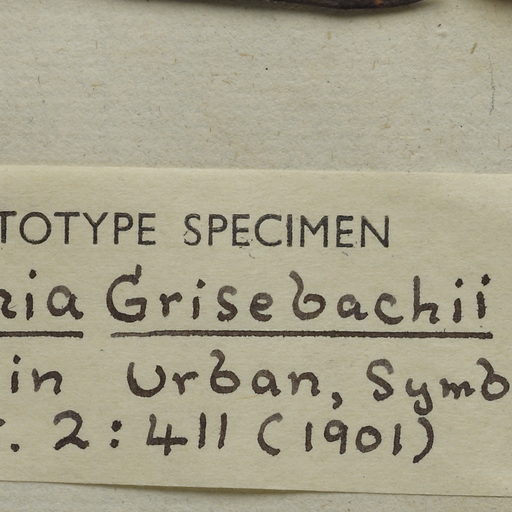 TOTYPE SPECIMEN
ria Grisebachii
in Urban, Symb
. 2:411 (1901)